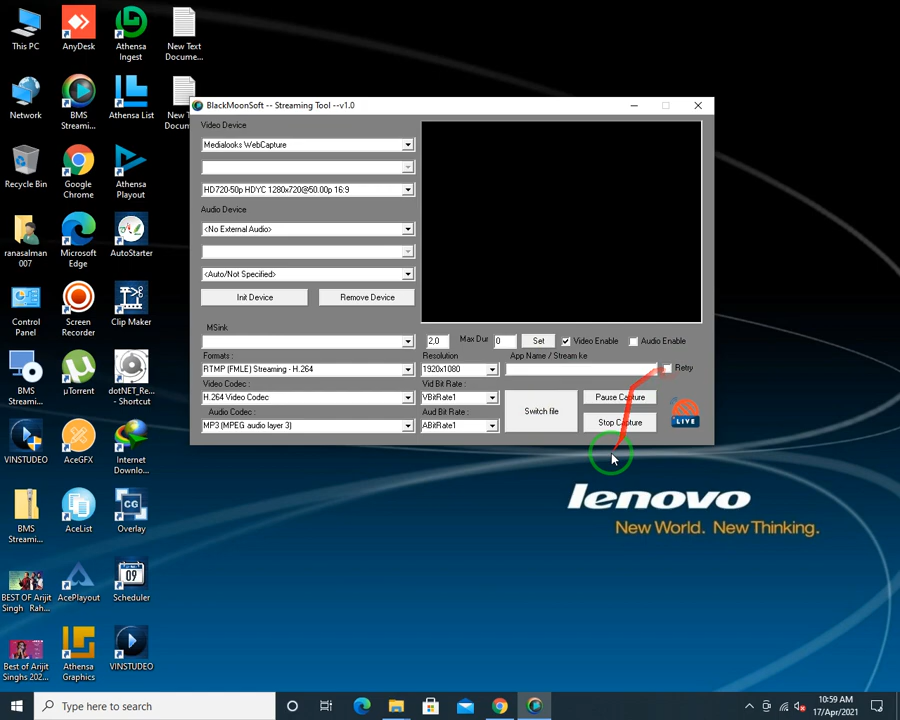 This PC
AnyDesk
Athensa
Ingest
New Text
Docume...
Network
BMS
Streami...
Athensa List
New T
Docum
Recycle Bin
Google
Chrome
Athensa
Playout
ranasalman
007
Microsoft
Edge
AutoStarter
Control
Panel
Screen
Recorder
Clip Maker
BMS
Streami...
µTorrent
dotNET_Re...
- Shortcut
VINSTUDEO
AceGFX
Internet
Downlo...
BMS
Streami...
AceList
CG
Overlay
BEST OF Arijit
Singh _ Rah...
AcePlayout
09
Scheduler
Best of Arijit
Singhs 202...
Athensa
Graphics
VINSTUDEO
BlackMoonSoft -- Streaming Tool --v1.0
Video Device
Medialooks WebCapture
HD720-50p HDYC 1280x720@50.00p 16:9
Audio Device
<No External Audio>
<Auto/Not Specified>
Init Device
Remove Device
MSink
2,0
Max Dur
0
Set
Video Enable
Audio Enable
Formats :
Resolution
App Name / Stream ke
RTMP (FMLE) Streaming - H.264
1920x1080
Retry
Video Codec :
Vid Bit Rate :
H.264 Video Codec
VBitRate1
Switch file
Pause Capture
Audio Codec :
Aud Bit Rate :
MP3 (MPEG audio layer 3)
ABitRate1
Stop Capture
LIVE
lenovo
New World. New Thinking.
Type here to search
10:59 AM
17/Apr/2021